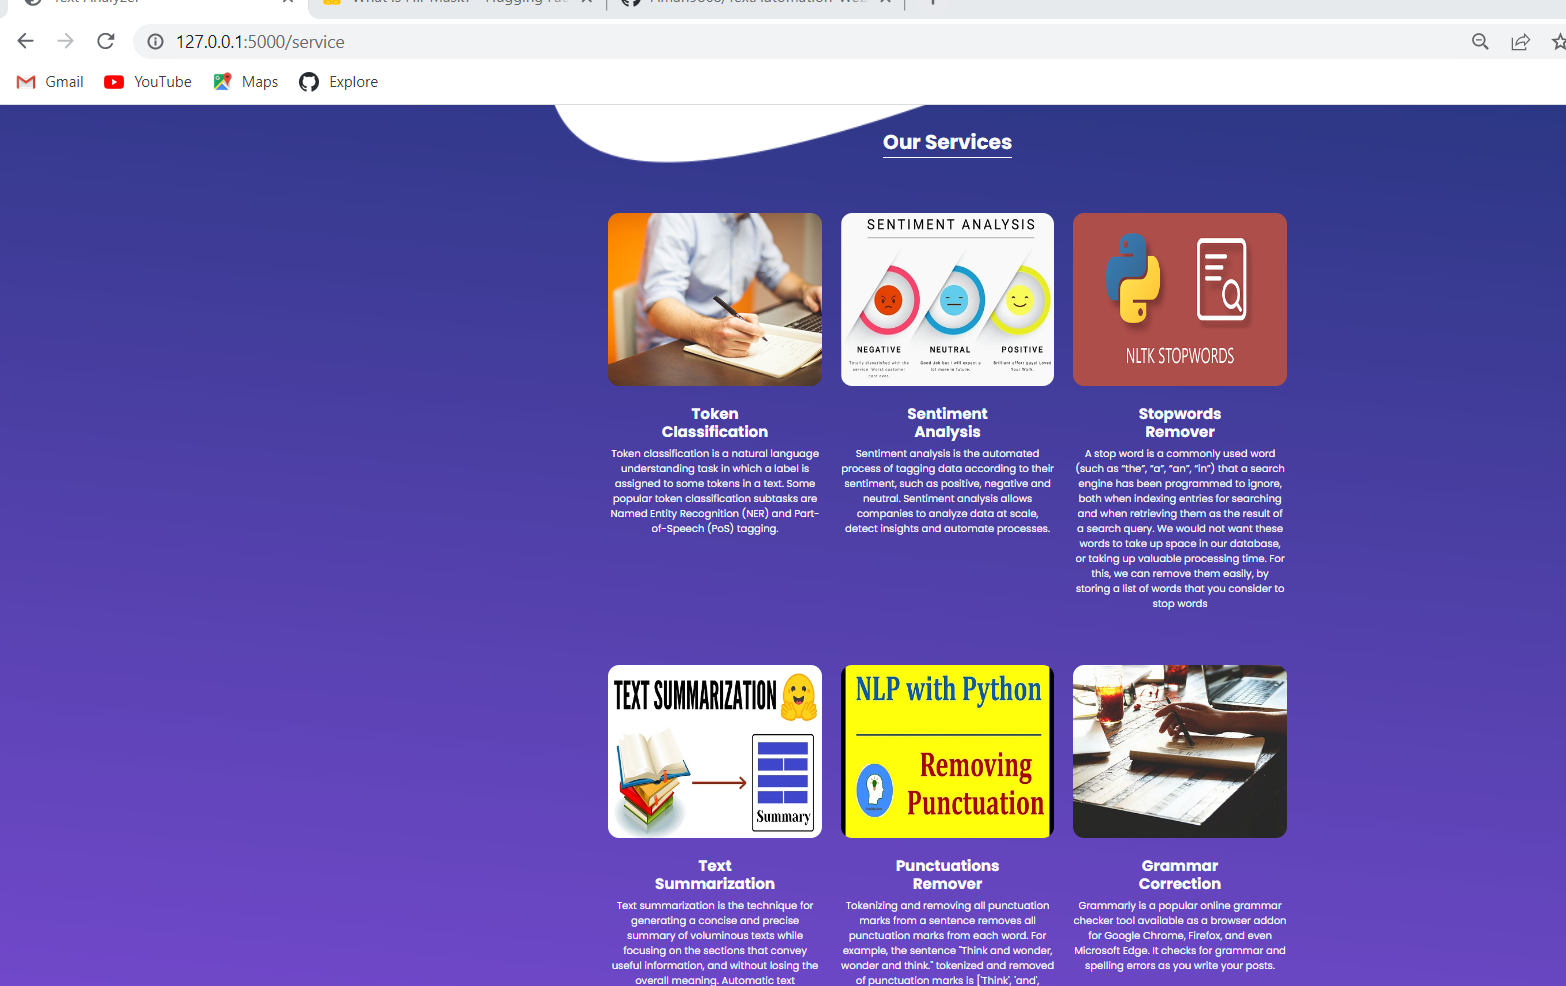 Text Analyzer
127.0.0.1:5000/service
Gmail
YouTube
Maps
Explore
Our Services
SENTIMENT ANALYSIS
NEGATIVE
NEUTRAL
POSITIVE
NLTK STOPWORDS
Token
Classification
Token classification is a natural language
understanding task in which a label is
assigned to some tokens in a text. Some
popular token classification subtasks are
Named Entity Recognition (NER) and Part-
of-Speech (PoS) tagging.
Sentiment
Analysis
Sentiment analysis is the automated
process of tagging data according to their
sentiment, such as positive, negative and
neutral. Sentiment analysis allows
companies to analyze data at scale,
detect insights and automate processes.
Stopwords
Remover
A stop word is a commonly used word
(such as “the”, “a”, “an”, “in”) that a search
engine has been programmed to ignore,
both when indexing entries for searching
and when retrieving them as the result of
a search query. We would not want these
words to take up space in our database,
or taking up valuable processing time. For
this, we can remove them easily, by
storing a list of words that you consider to
stop words
TEXT SUMMARIZATION
Summary
NLP with Python
Removing
Punctuation
Text
Summarization
Text summarization is the technique for
generating a concise and precise
summary of voluminous texts while
focusing on the sections that convey
useful information, and without losing the
overall meaning. Automatic text
Punctuations
Remover
Tokenizing and removing all punctuation
marks from a sentence removes all
punctuation marks from each word. For
example, the sentence "Think and wonder,
wonder and think." tokenized and removed
of punctuation marks is ['Think', 'and',
Grammar
Correction
Grammarly is a popular online grammar
checker tool available as a browser addon
for Google Chrome, Firefox, and even
Microsoft Edge. It checks for grammar and
spelling errors as you write your posts.